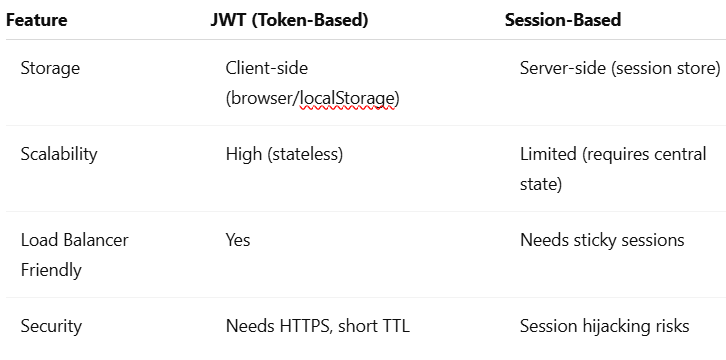 Feature JWT (Token-Based) Session-Based
Storage Client-side Server-side (session store)
(browser/localStorage)
Scalability High (stateless) Limited (requires central
state)
Load Balancer Yes Needs sticky sessions
Friendly
Security Needs HTTPS, short TTL Session hijacking risks